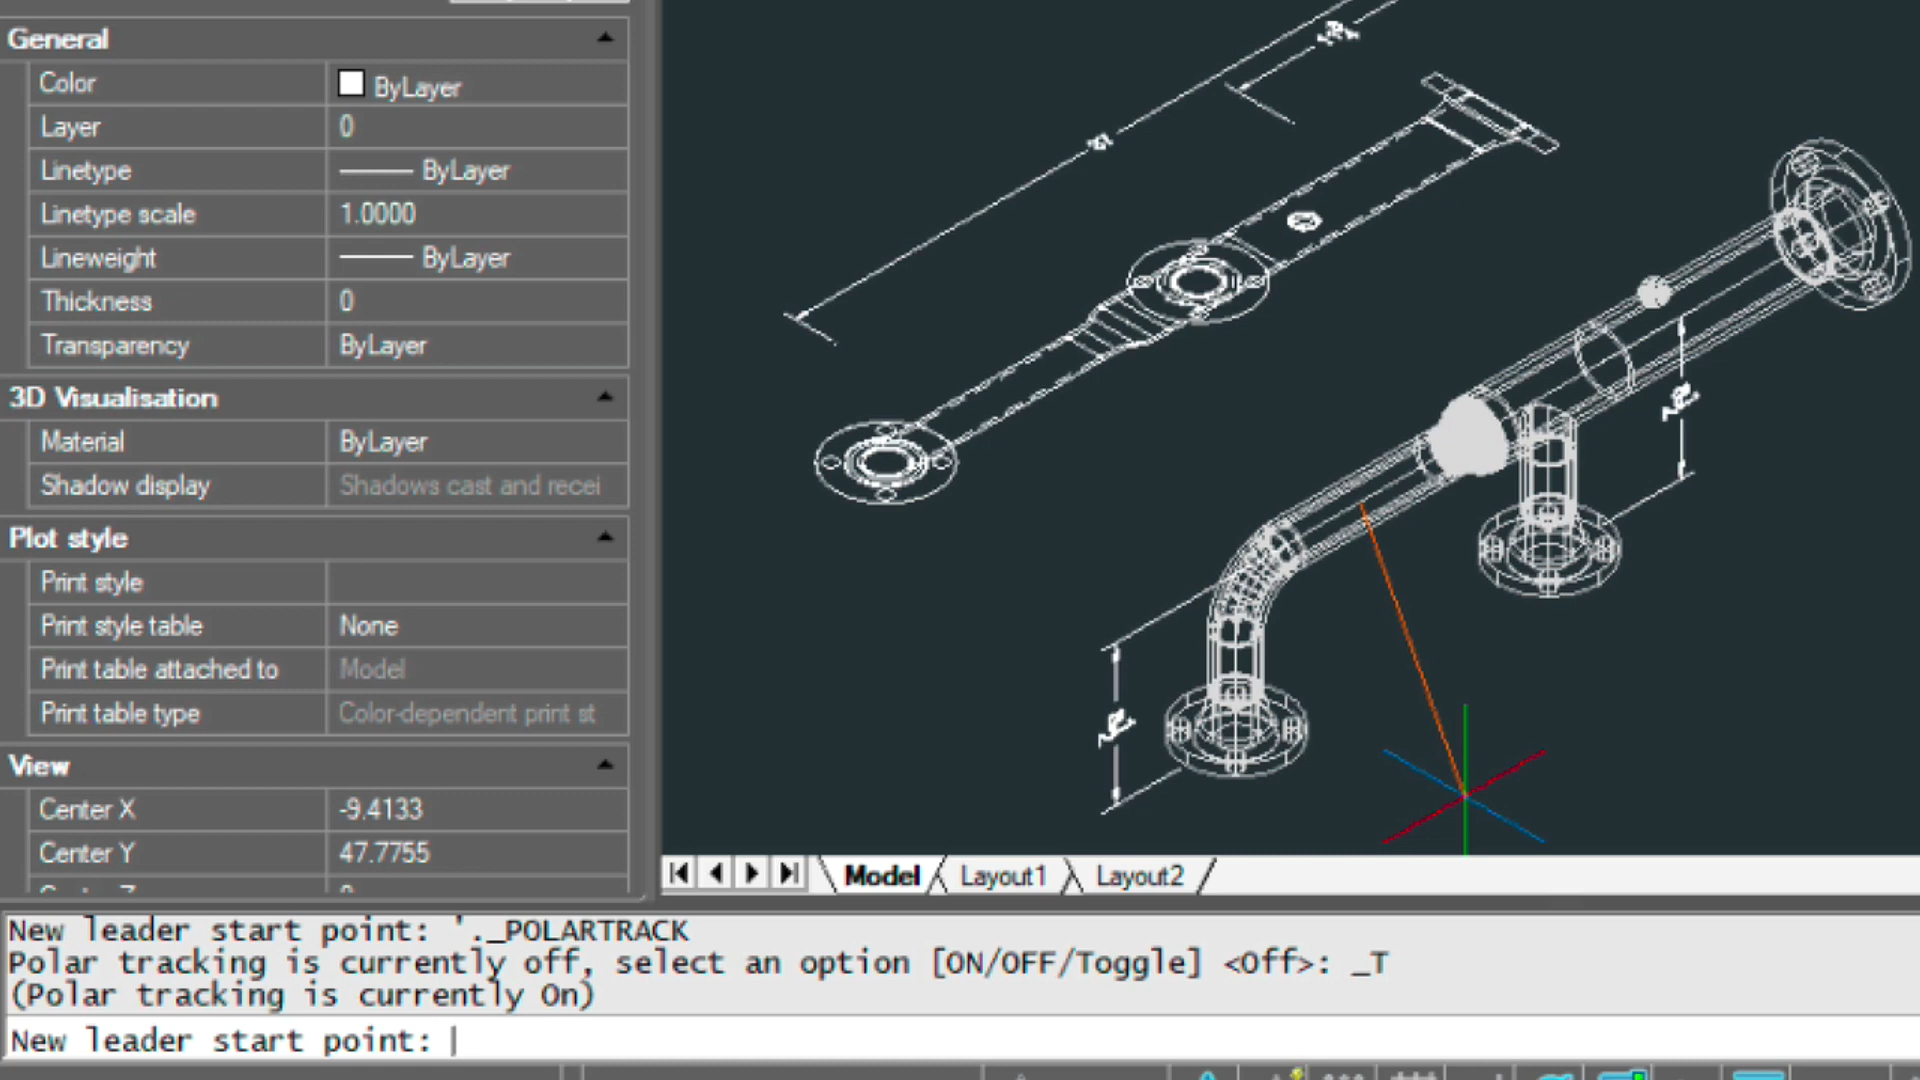 General
Color ByLayer
Layer 0
Linetype ByLayer
Linetype scale 1.0000
Lineweight ByLayer
Thickness 0
Transparency ByLayer
3D Visualisation
Material ByLayer
Shadow display Shadows cast and recei
Plot style
Print style
Print style table None
Print table attached to Model
Print table type Color-dependent print st
View
Center X -9.4133
Center Y 47.7755
Model Layout1 Layout2
New leader start point: '._POLARTRACK
Polar tracking is currently off, select an option [ON/OFF/Toggle] <Off>: _T
(Polar tracking is currently On)
New leader start point: